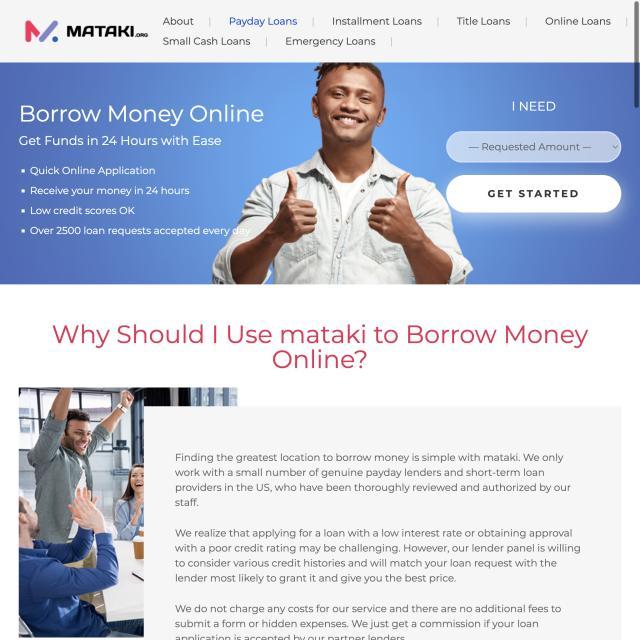 MATAKI.ORG
About | Payday Loans | Installment Loans | Title Loans | Online Loans |
Small Cash Loans | Emergency Loans |
Borrow Money Online
Get Funds in 24 Hours with Ease
Quick Online Application
Receive your money in 24 hours
Low credit scores OK
Over 2500 loan requests accepted every day
I NEED
— Requested Amount —
GET STARTED
Why Should I Use mataki to Borrow Money
Online?
Finding the greatest location to borrow money is simple with mataki. We only
work with a small number of genuine payday lenders and short-term loan
providers in the US, who have been thoroughly reviewed and authorized by our
staff.
We realize that applying for a loan with a low interest rate or obtaining approval
with a poor credit rating may be challenging. However, our lender panel is willing
to consider various credit histories and will match your loan request with the
lender most likely to grant it and give you the best price.
We do not charge any costs for our service and there are no additional fees to
submit a form or hidden expenses. We just get a commission if your loan
application is accepted by our partner lenders.